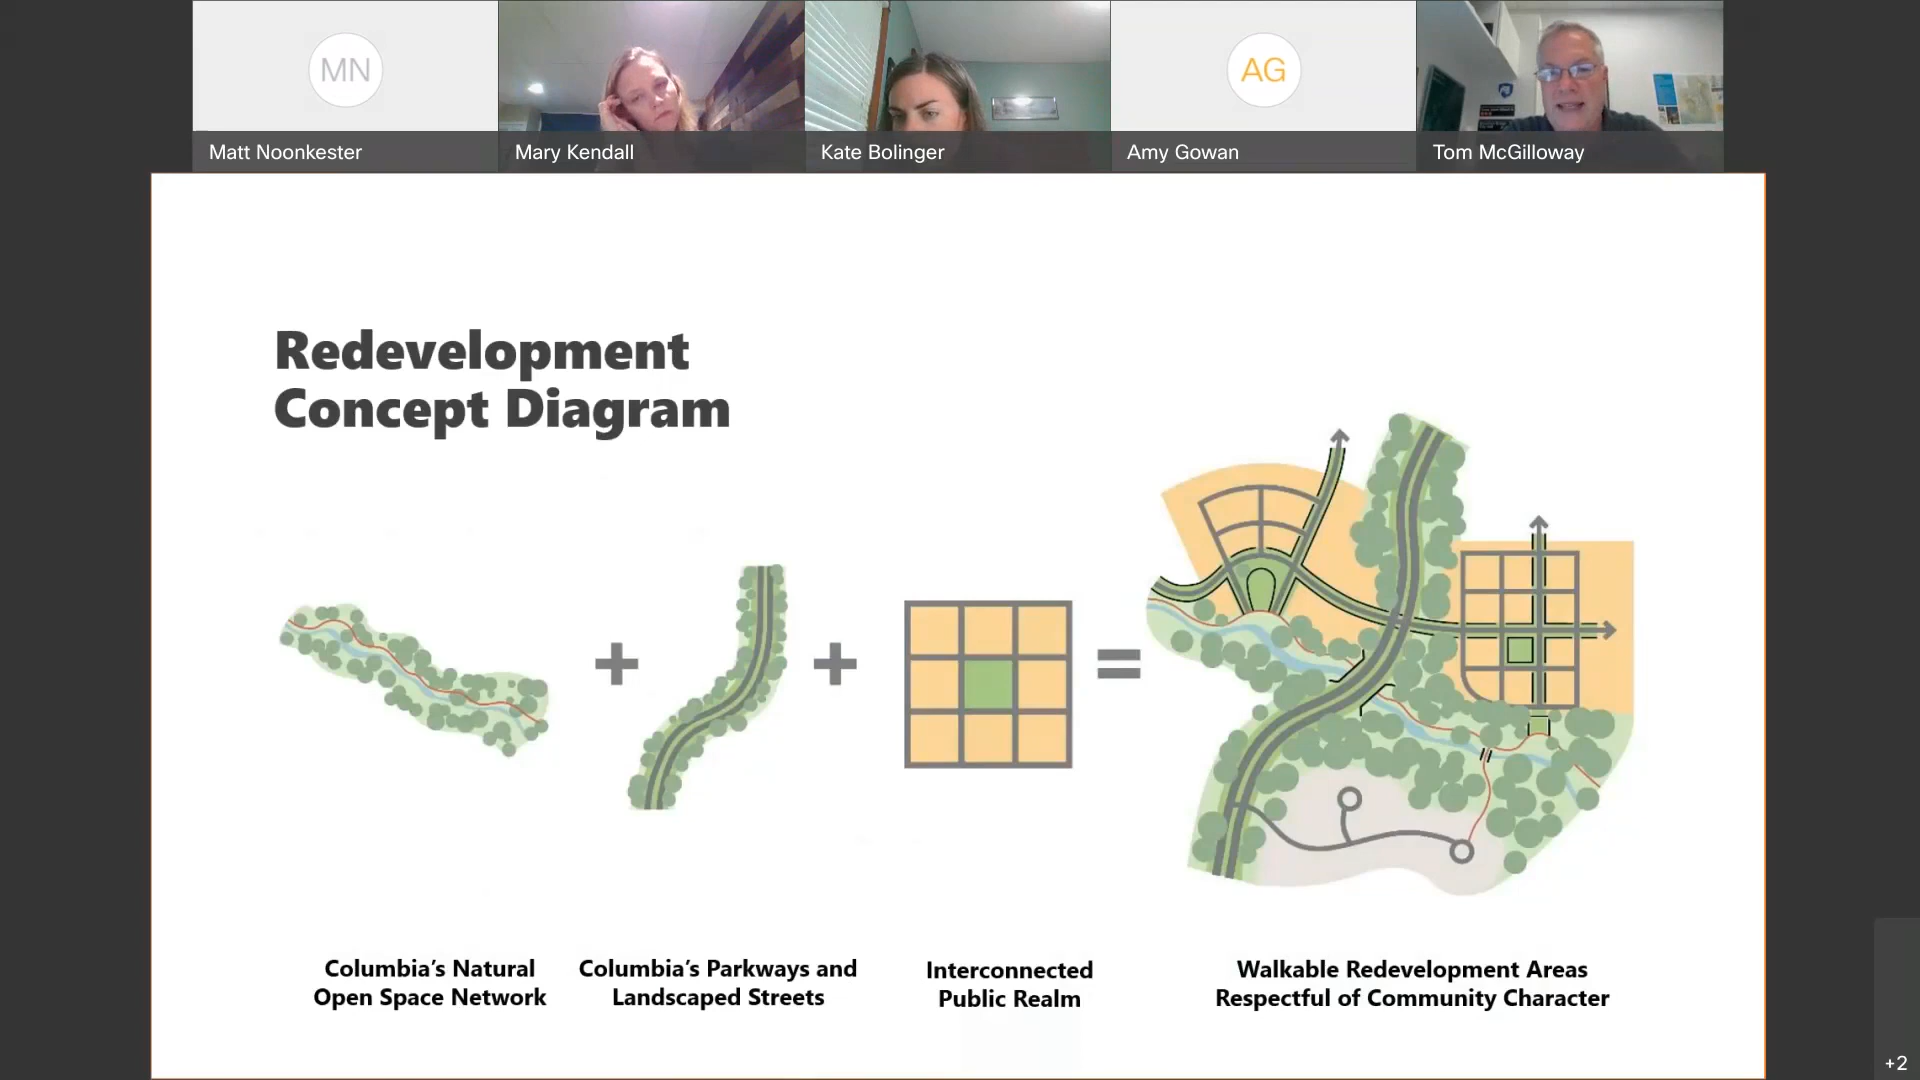 MN
AG
Matt Noonkester
Mary Kendall
Kate Bolinger
Amy Gowan
Tom McGilloway
Redevelopment
Concept Diagram
+
+
=
Columbia's Natural
Open Space Network
Columbia's Parkways and
Landscaped Streets
Interconnected
Public Realm
Walkable Redevelopment Areas
Respectful of Community Character
+2